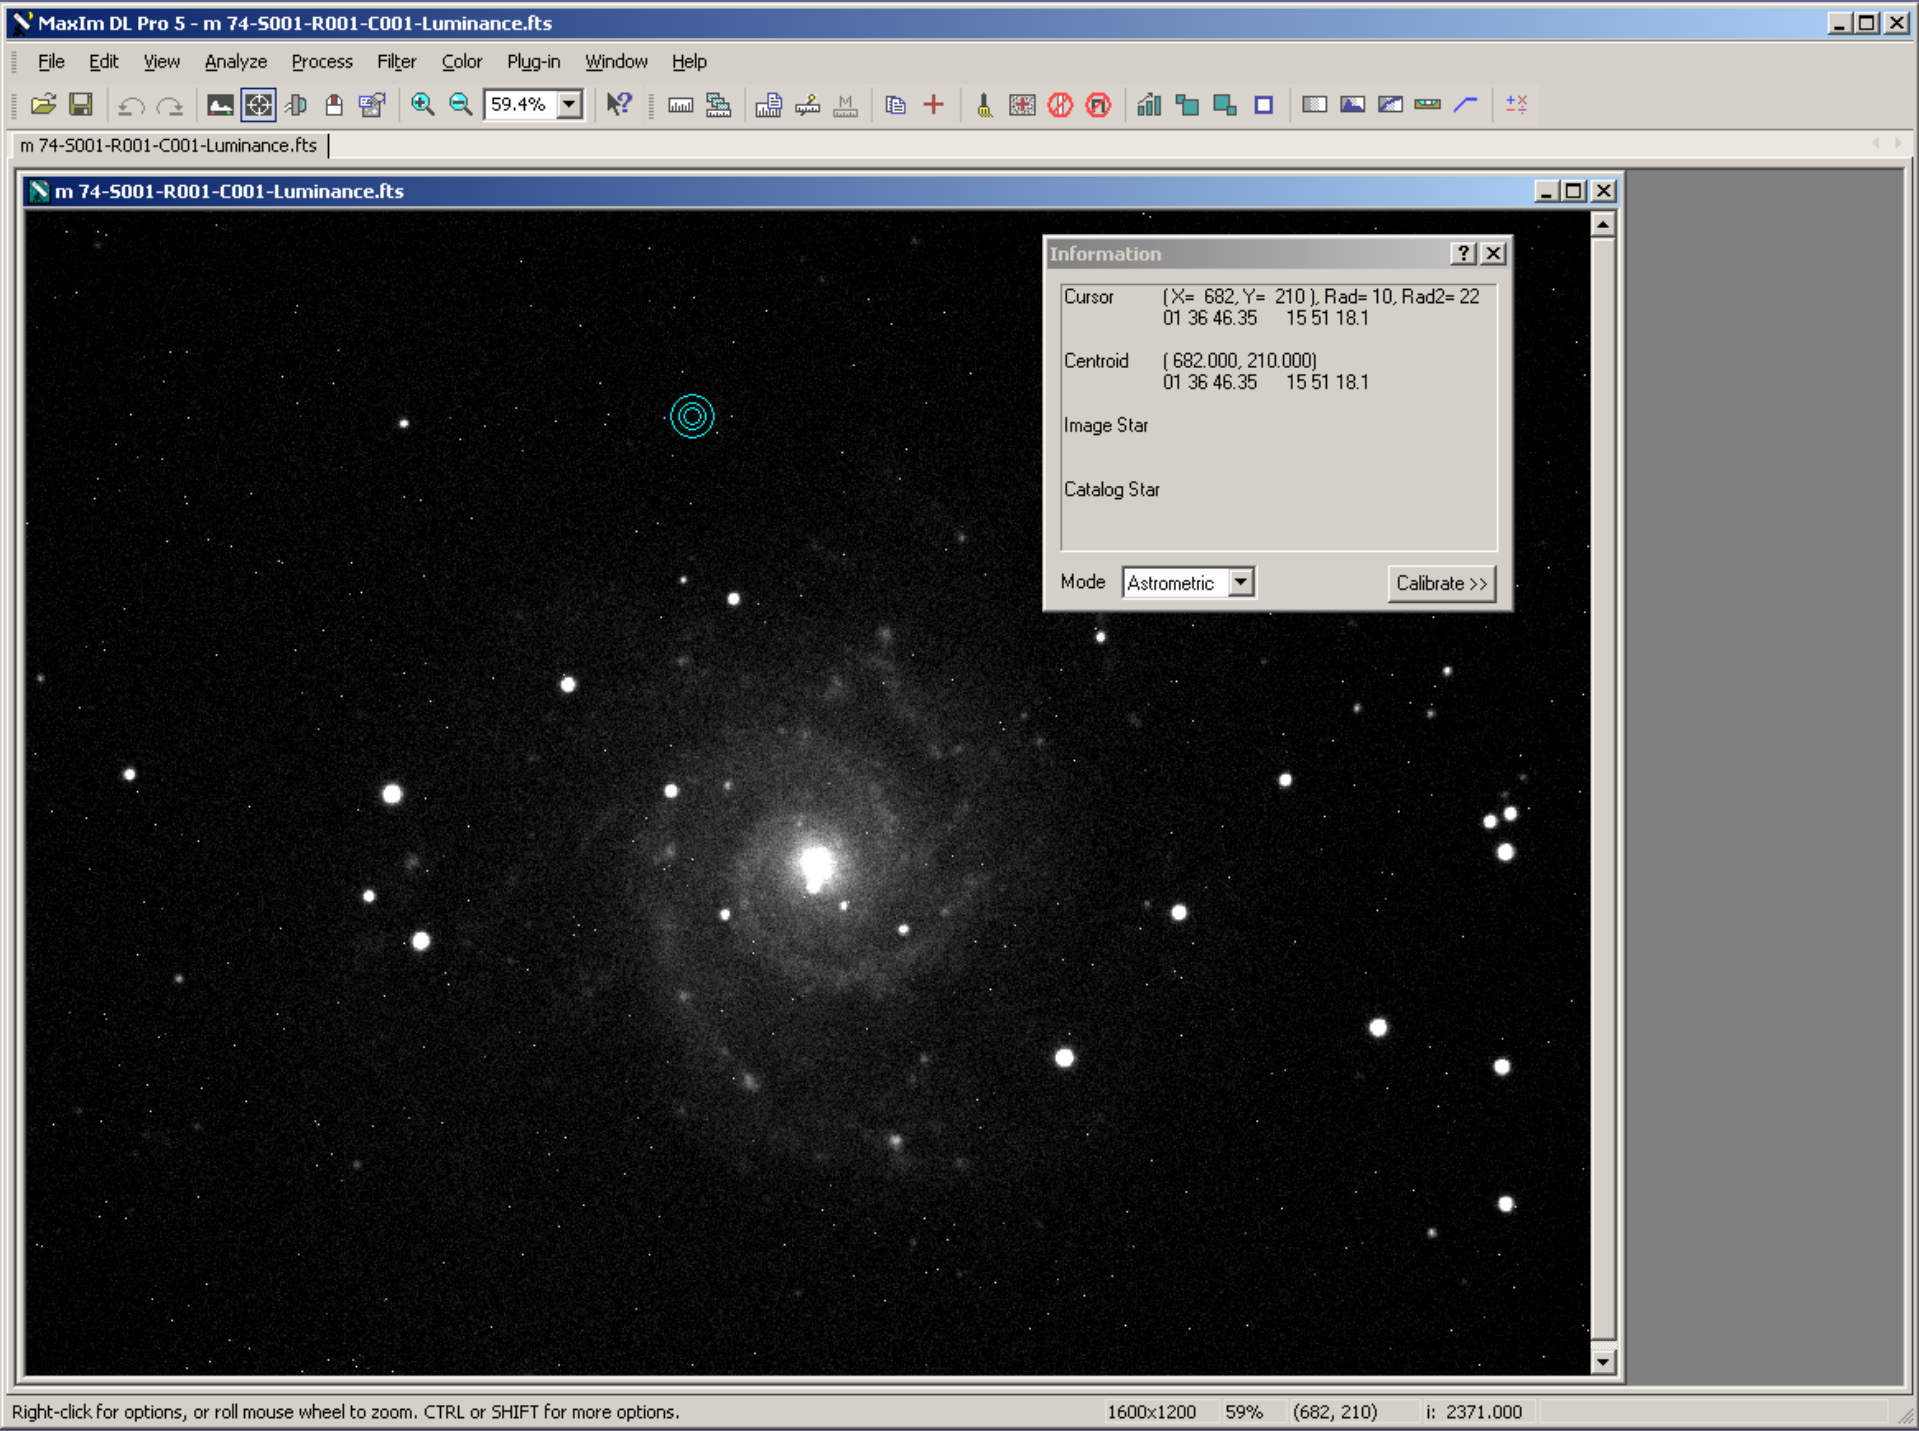 MaxIm DL Pro 5 - m 74-S001-R001-C001-Luminance.fts
File Edit View Analyze Process Filter Color Plug-in Window Help
59.4%
m 74-S001-R001-C001-Luminance.fts
m 74-S001-R001-C001-Luminance.fts
Information
Cursor (X= 682, Y= 210 ), Rad= 10, Rad2= 22
01 36 46.35 15 51 18.1
Centroid ( 682.000, 210.000)
01 36 46.35 15 51 18.1
Image Star
Catalog Star
Mode Astrometric Calibrate >>
Right-click for options, or roll mouse wheel to zoom. CTRL or SHIFT for more options. 1600x1200 59% (682, 210) i: 2371.000